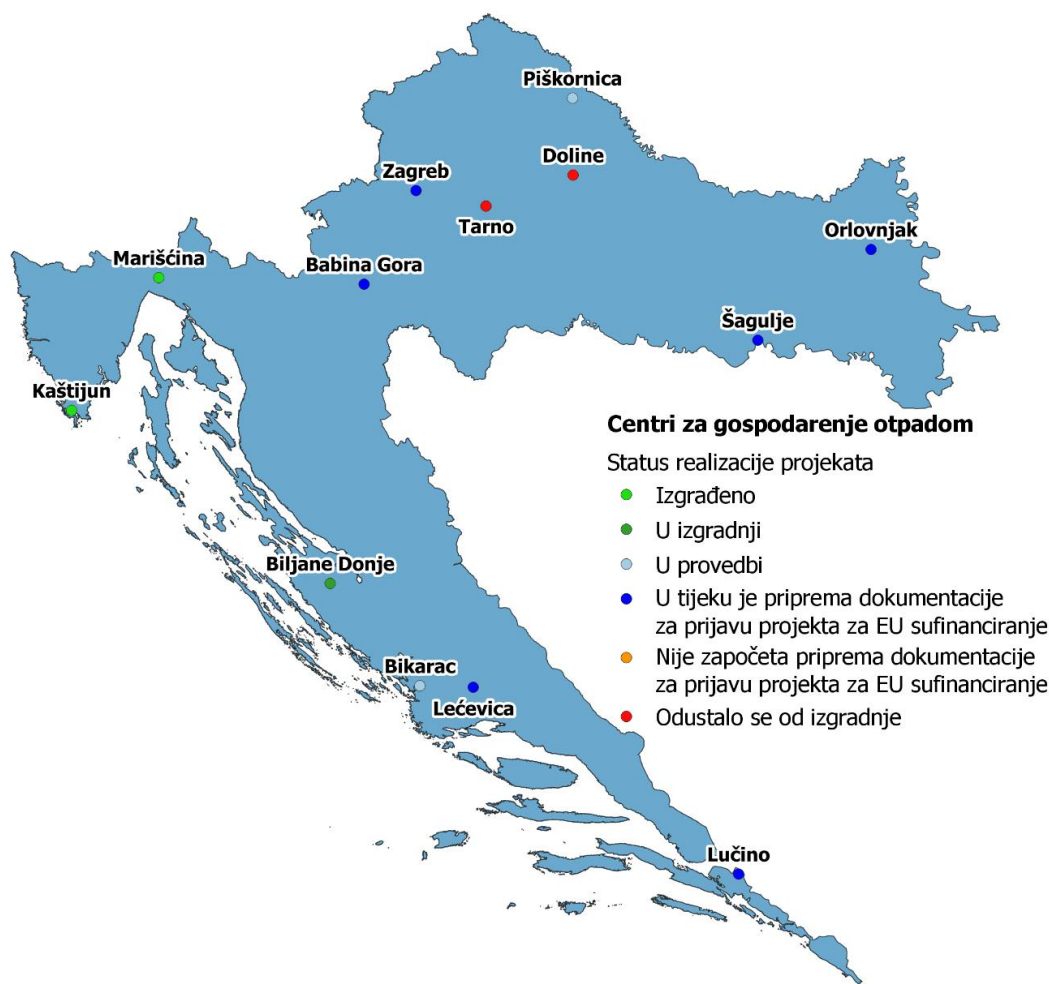 Piškornica
Doline
Zagreb
Tarno
Orlovnjak
Marišćina
Babina Gora
Šagulje
Kaštijun
Centri za gospodarenje otpadom
Status realizacije projekata
Izgrađeno
U izgradnji
U provedbi
U tijeku je priprema dokumentacije
za prijavu projekta za EU sufinanciranje
Nije započeta priprema dokumentacije
za prijavu projekta za EU sufinanciranje
Odustalo se od izgradnje
Biljane Donje
Bikarac
Lećevica
Lučino